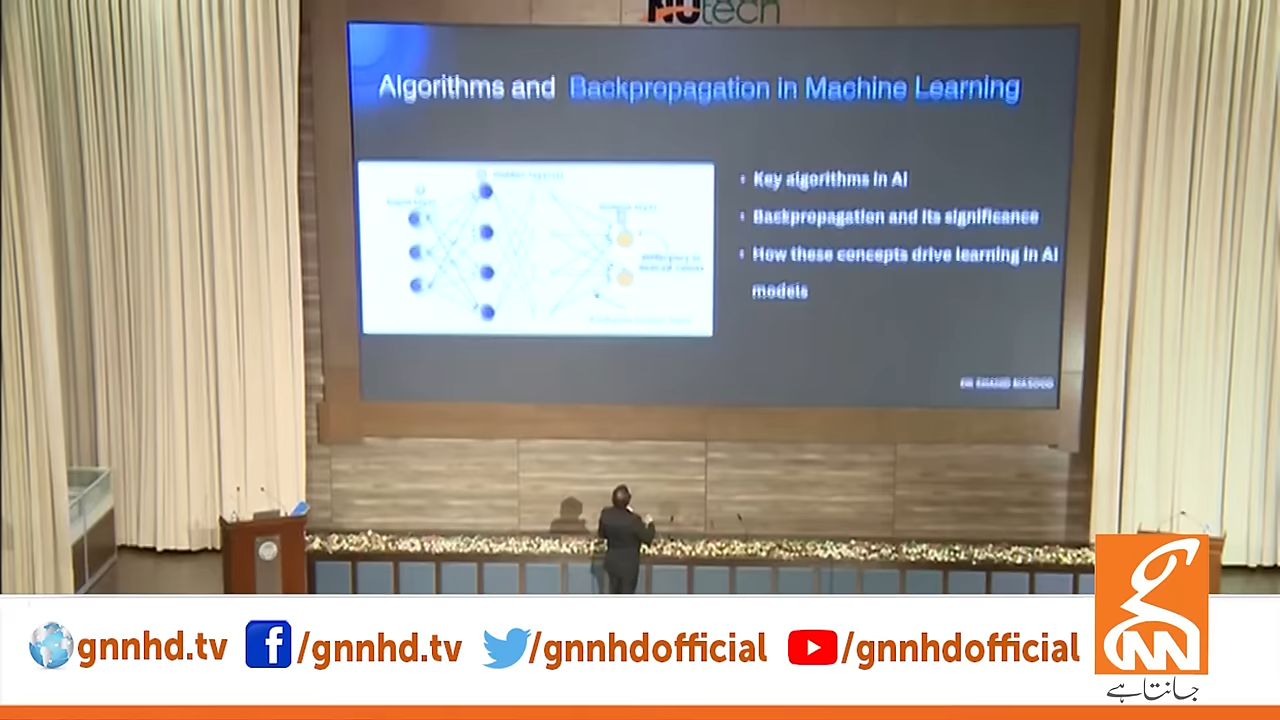 NUtech
Algorithms and Backpropagation in Machine Learning
• Key algorithms in AI
• Backpropagation and its significance
• How these concepts drive learning in AI
models
gnnhd.tv
/gnnhd.tv
/gnnhdofficial
/gnnhdofficial
GNN
جانتا ہے